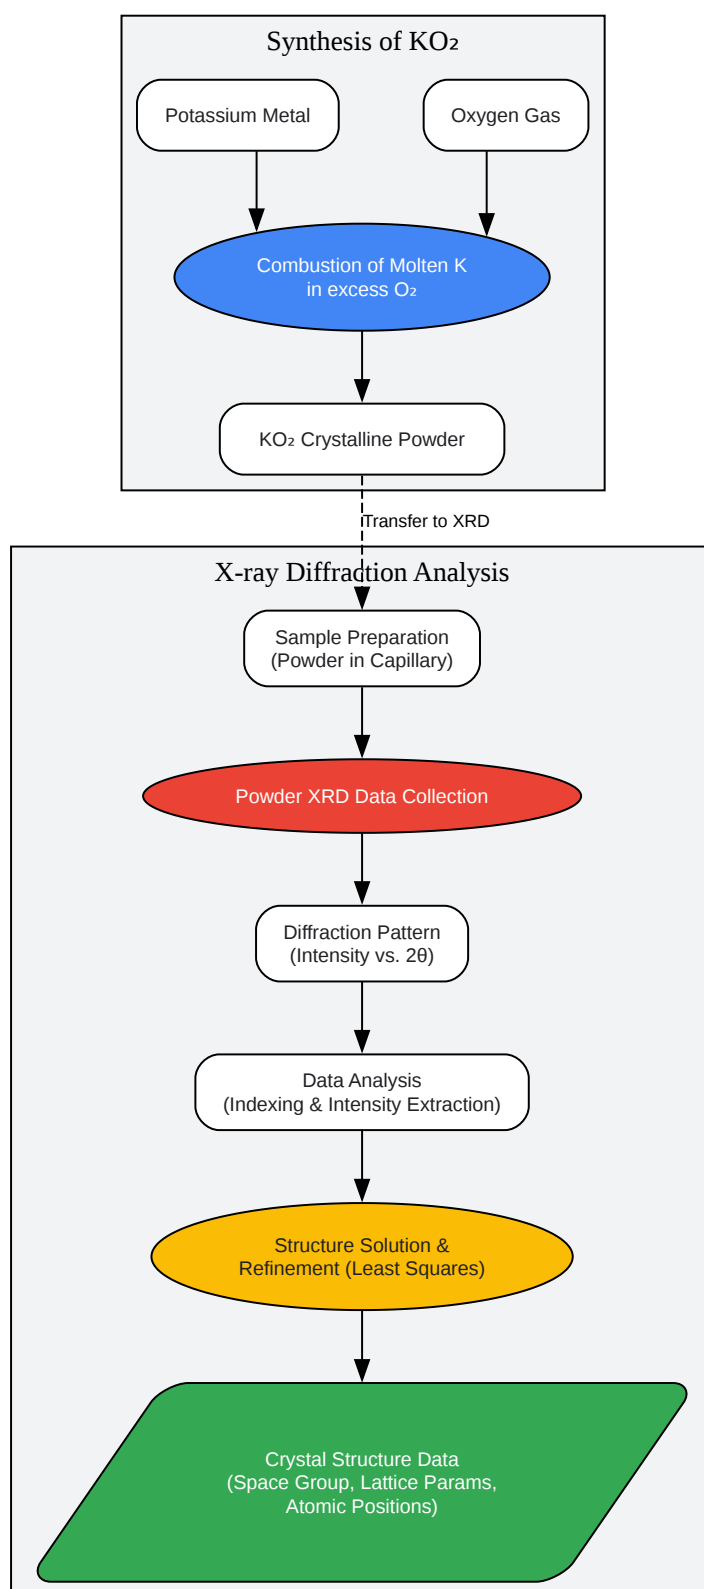 Synthesis of KO₂
Potassium Metal
Oxygen Gas
Combustion of Molten K
in excess O₂
KO₂ Crystalline Powder
Transfer to XRD
X-ray Diffraction Analysis
Sample Preparation
(Powder in Capillary)
Powder XRD Data Collection
Diffraction Pattern
(Intensity vs. 2θ)
Data Analysis
(Indexing & Intensity Extraction)
Structure Solution &
Refinement (Least Squares)
Crystal Structure Data
(Space Group, Lattice Params,
Atomic Positions)